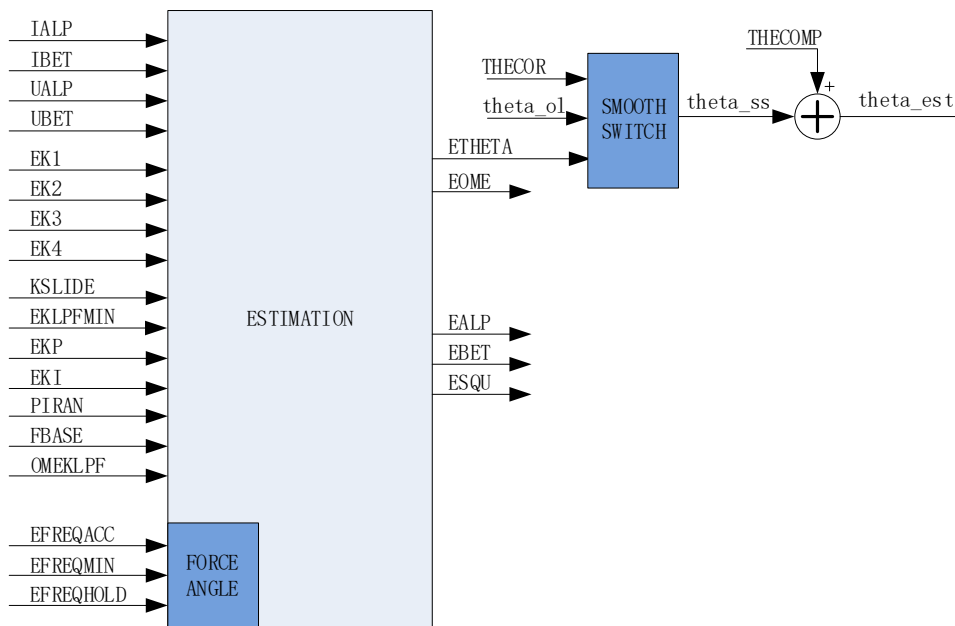 IALP
IBET
UALP
UBET
EK1
EK2
EK3
EK4
KSLIDE
EKLPFMIN
EKP
EKI
PIRAN
FBASE
OMEKLPF
EFREQACC
EFREQMIN
EFREQHOLD
FORCE
ANGLE
ESTIMATION
ETHETA
EOME
EALP
EBET
ESQU
THECOR
theta_ol
SMOOTH
SWITCH
theta_ss
THECOMP
+
theta_est